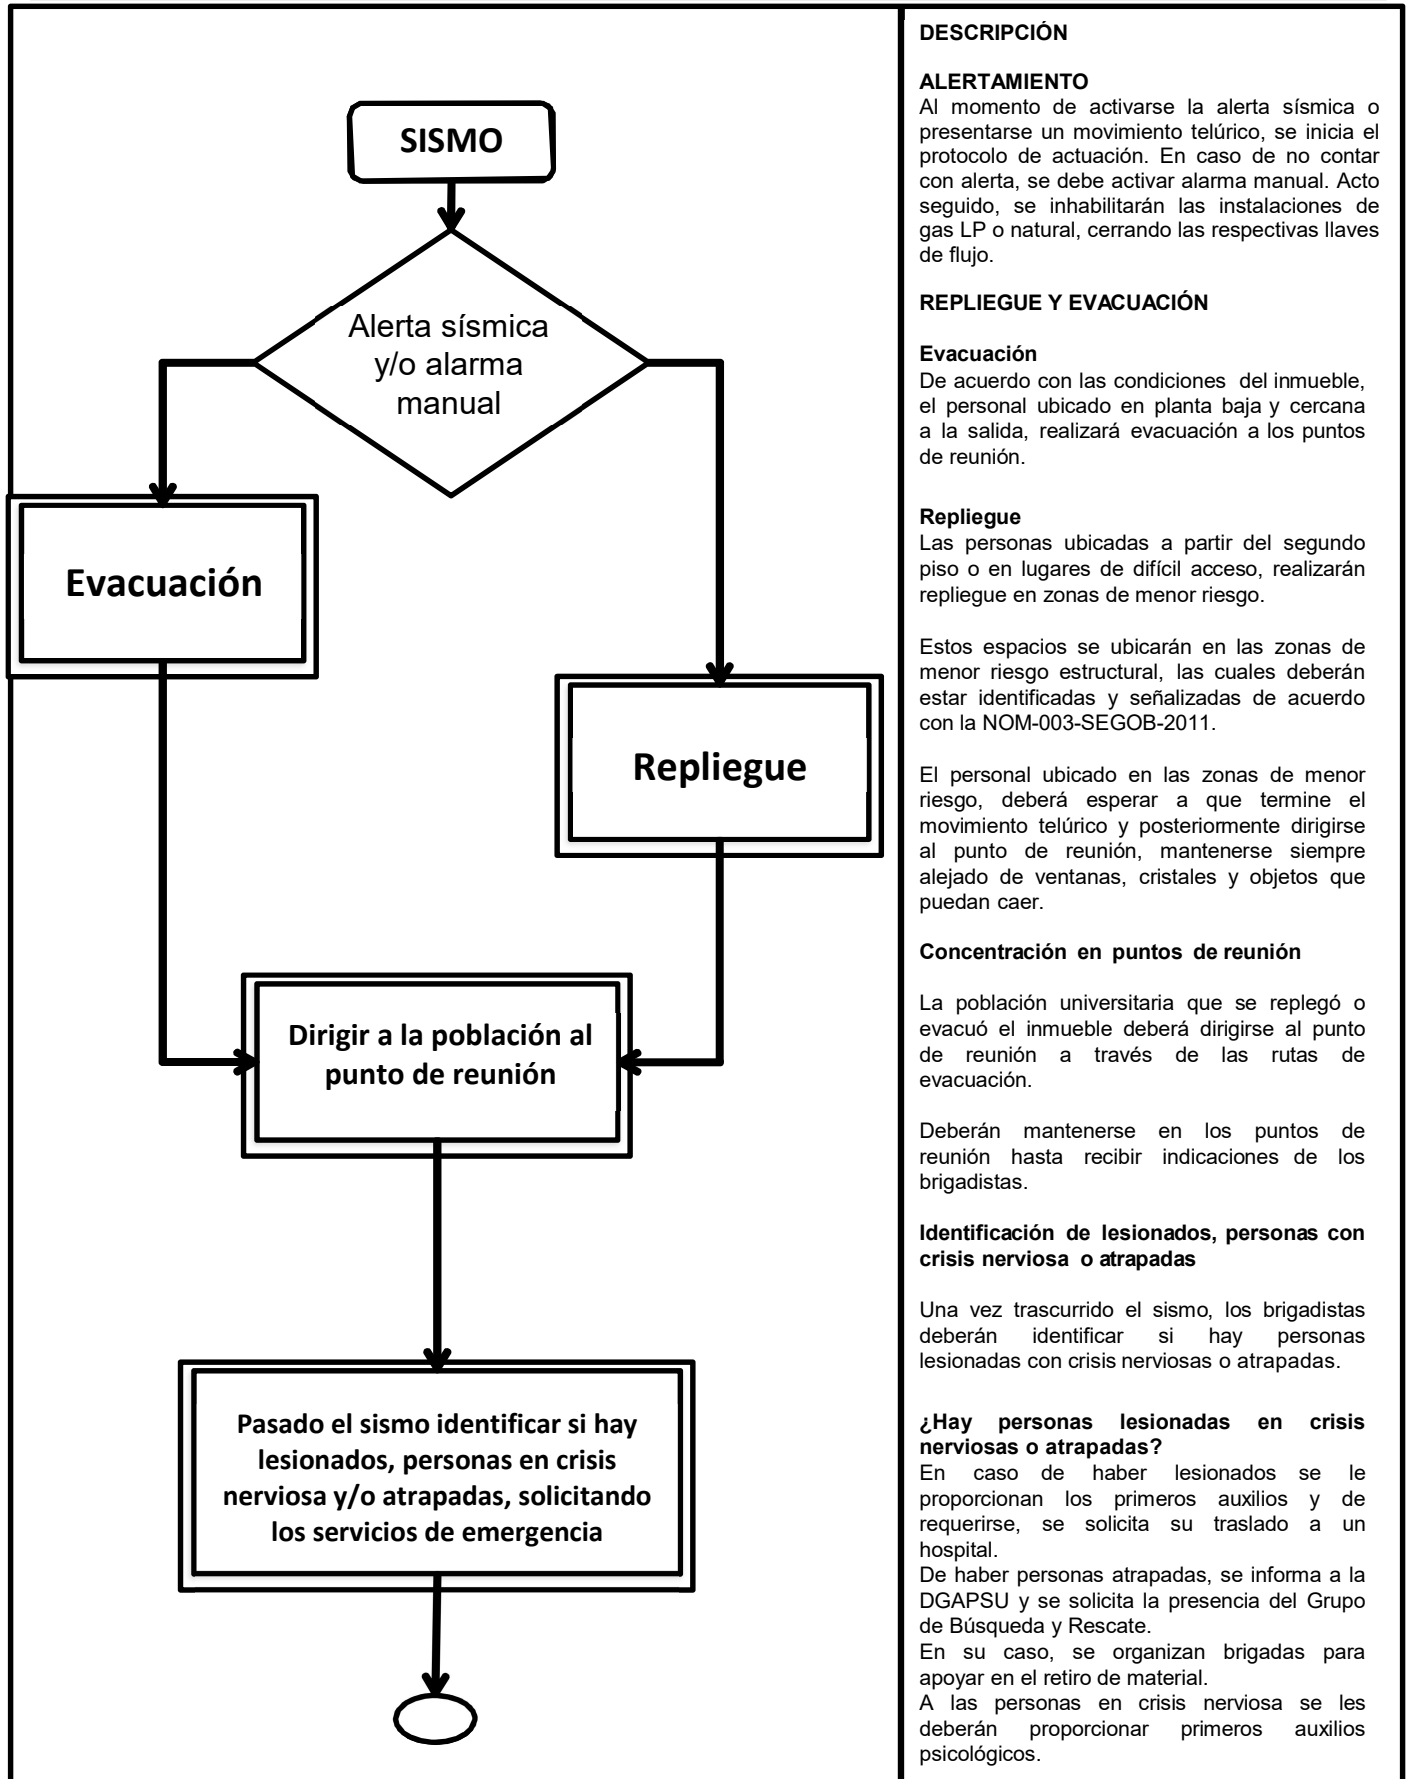 SISMO
Alerta sísmica
y/o alarma
manual
Evacuación
Repliegue
Dirigir a la población al
punto de reunión
Pasado el sismo identificar si hay
lesionados, personas en crisis
nerviosa y/o atrapadas, solicitando
los servicios de emergencia
DESCRIPCIÓN
ALERTAMIENTO
Al momento de activarse la alerta sísmica o
presentarse un movimiento telúrico, se inicia el
protocolo de actuación. En caso de no contar
con alerta, se debe activar alarma manual. Acto
seguido, se inhabilitarán las instalaciones de
gas LP o natural, cerrando las respectivas llaves
de flujo.
REPLIEGUE Y EVACUACIÓN
Evacuación
De acuerdo con las condiciones del inmueble,
el personal ubicado en planta baja y cercana
a la salida, realizará evacuación a los puntos
de reunión.
Repliegue
Las personas ubicadas a partir del segundo
piso o en lugares de difícil acceso, realizarán
repliegue en zonas de menor riesgo.
Estos espacios se ubicarán en las zonas de
menor riesgo estructural, las cuales deberán
estar identificadas y señalizadas de acuerdo
con la NOM-003-SEGOB-2011.
El personal ubicado en las zonas de menor
riesgo, deberá esperar a que termine el
movimiento telúrico y posteriormente dirigirse
al punto de reunión, mantenerse siempre
alejado de ventanas, cristales y objetos que
puedan caer.
Concentración en puntos de reunión
La población universitaria que se replegó o
evacuó el inmueble deberá dirigirse al punto
de reunión a través de las rutas de
evacuación.
Deberán mantenerse en los puntos de
reunión hasta recibir indicaciones de los
brigadistas.
Identificación de lesionados, personas con
crisis nerviosa o atrapadas
Una vez trascurrido el sismo, los brigadistas
deberán identificar si hay personas
lesionadas con crisis nerviosas o atrapadas.
¿Hay personas lesionadas en crisis
nerviosas o atrapadas?
En caso de haber lesionados se le
proporcionan los primeros auxilios y de
requerirse, se solicita su traslado a un
hospital.
De haber personas atrapadas, se informa a la
DGAPSU y se solicita la presencia del Grupo
de Búsqueda y Rescate.
En su caso, se organizan brigadas para
apoyar en el retiro de material.
A las personas en crisis nerviosa se les
deberán proporcionar primeros auxilios
psicológicos.